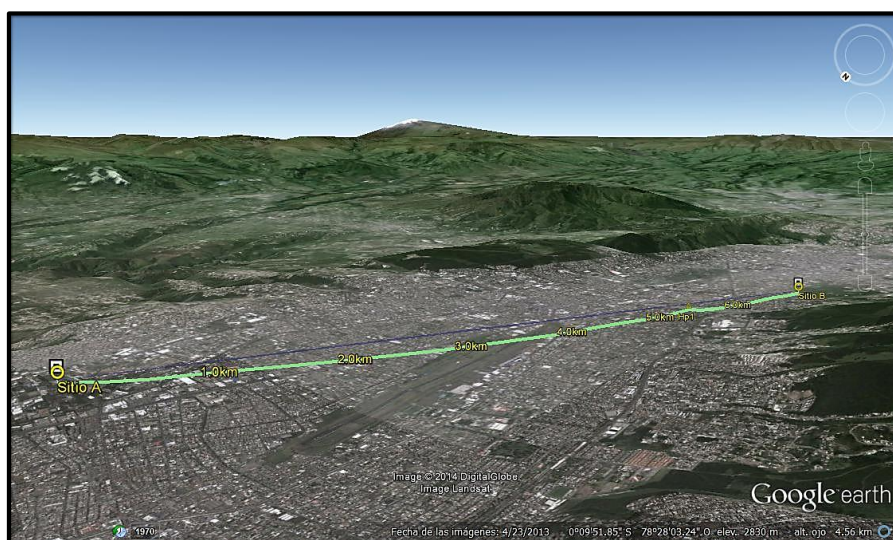 N
Sitio B
5.0km Hp1
6.0km
4.0km
3.0km
2.0km
1.0km
Sitio A
Image © 2014 DigitalGlobe
Image Landsat
Google earth
1970
Fecha de las imágenes: 4/23/2013 0°09'51.85" S 78°28'03.24" O elev. 2830 m alt. ojo 4.56 km